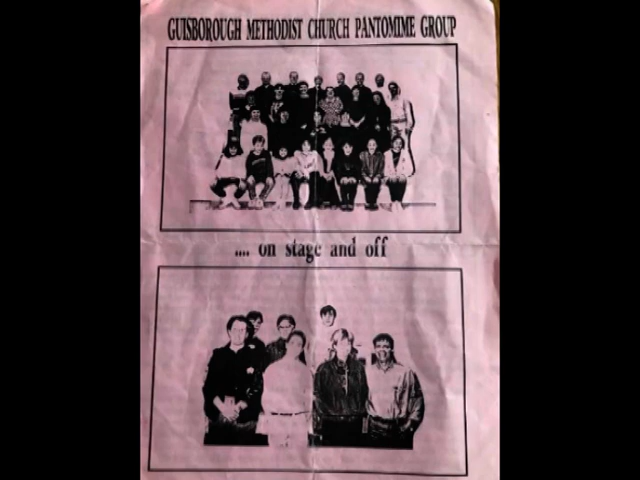 GUISBOROUGH METHODIST CHURCH PANTOMIME GROUP
.... on stage and off